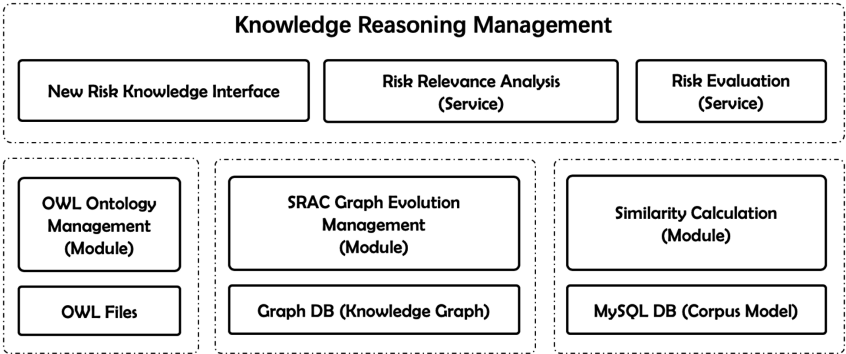 Knowledge Reasoning Management
New Risk Knowledge Interface
Risk Relevance Analysis
(Service)
Risk Evaluation
(Service)
OWL Ontology
Management
(Module)
OWL Files
SRAC Graph Evolution
Management
(Module)
Graph DB (Knowledge Graph)
Similarity Calculation
(Module)
MySQL DB (Corpus Model)